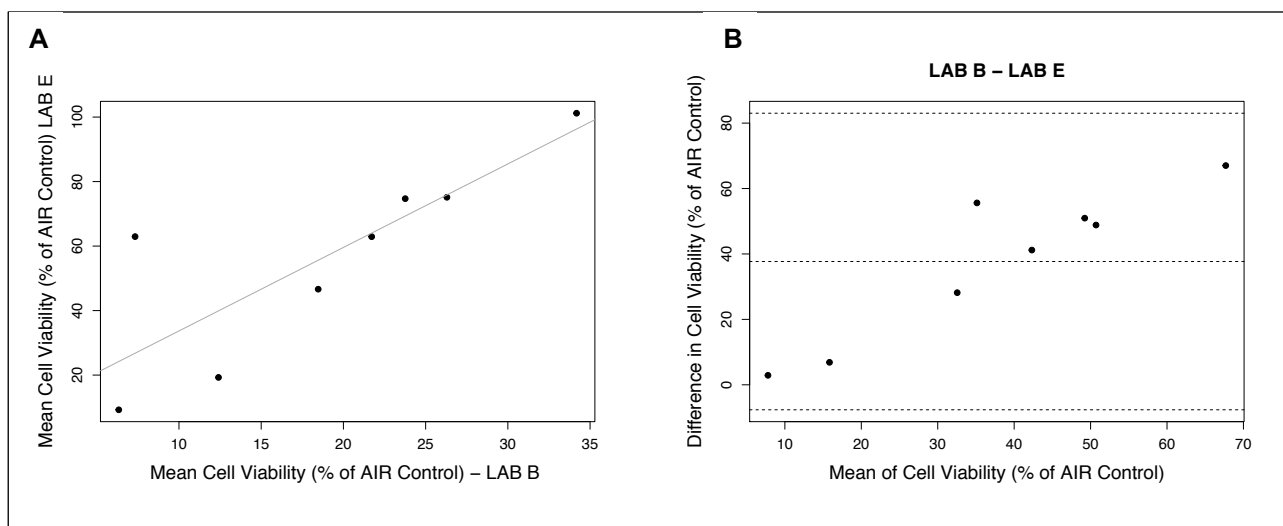 A
Mean Cell Viability (% of AIR Control) LAB E
100
80
60
40
20
10 15 20 25 30 35
Mean Cell Viability (% of AIR Control) – LAB B
B
LAB B – LAB E
Difference in Cell Viability (% of AIR Control)
80
60
40
20
0
10 20 30 40 50 60 70
Mean of Cell Viability (% of AIR Control)